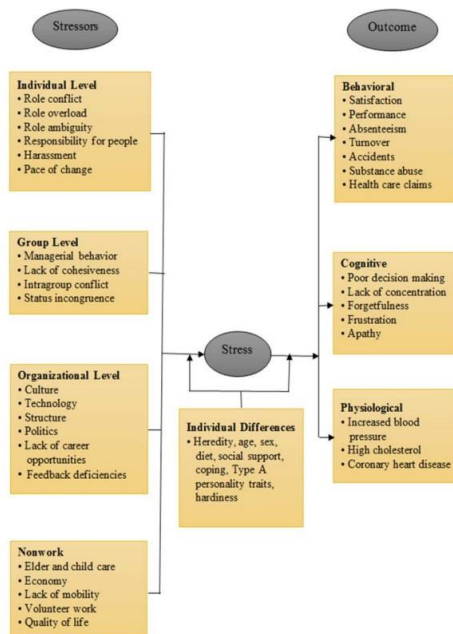 Stressors
Individual Level
• Role conflict
• Role overload
• Role ambiguity
• Responsibility for people
• Harassment
• Pace of change
Group Level
• Managerial behavior
• Lack of cohesiveness
• Intragroup conflict
• Status incongruence
Organizational Level
• Culture
• Technology
• Structure
• Politics
• Lack of career
opportunities
• Feedback deficiencies
Nonwork
• Elder and child care
• Economy
• Lack of mobility
• Volunteer work
• Quality of life
Stress
Individual Differences
• Heredity, age, sex,
diet, social support,
coping, Type A
personality traits,
hardiness
Outcome
Behavioral
• Satisfaction
• Performance
• Absenteeism
• Turnover
• Accidents
• Substance abuse
• Health care claims
Cognitive
• Poor decision making
• Lack of concentration
• Forgetfulness
• Frustration
• Apathy
Physiological
• Increased blood
pressure
• High cholesterol
• Coronary heart disease